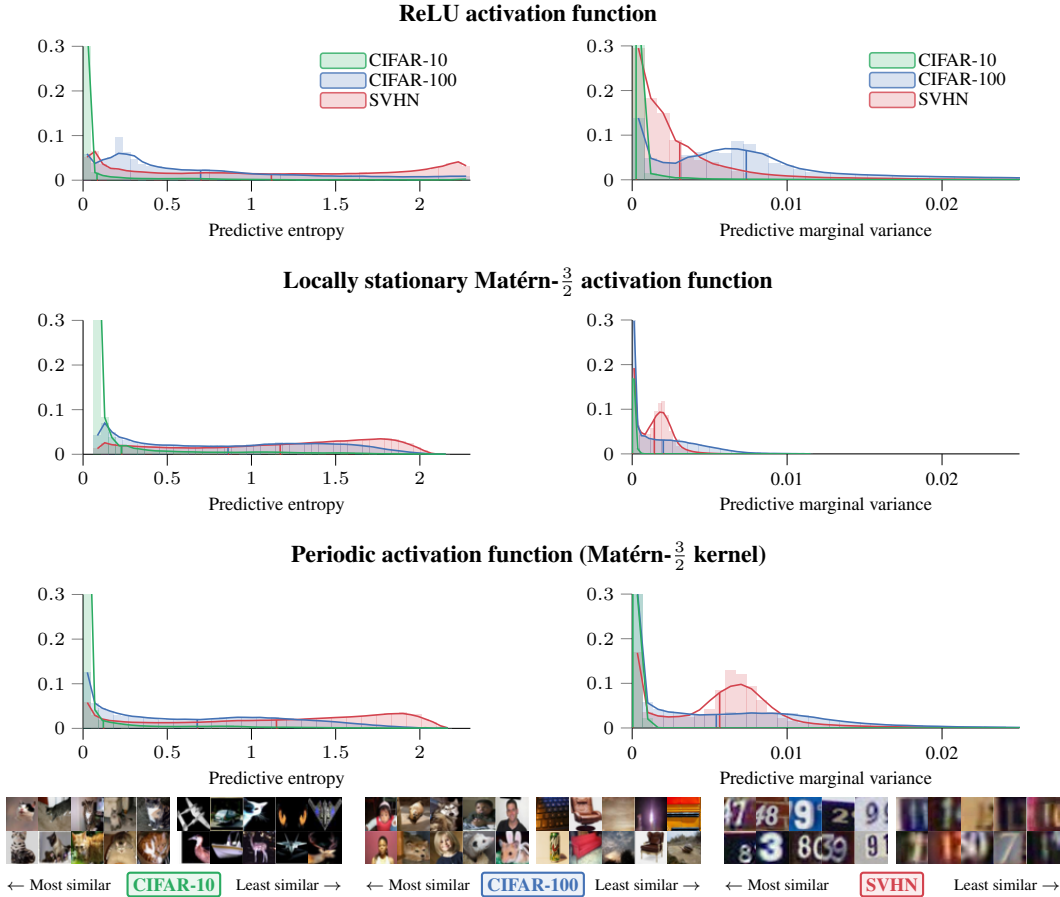 ReLU activation function
0.3
0.2
0.1
0
0 0.5 1 1.5 2
Predictive entropy
CIFAR-10
CIFAR-100
SVHN
0.3
0.2
0.1
0
0 0.01 0.02
Predictive marginal variance
CIFAR-10
CIFAR-100
SVHN
Locally stationary Matérn-3/2 activation function
0.3
0.2
0.1
0
0 0.5 1 1.5 2
Predictive entropy
0.3
0.2
0.1
0
0 0.01 0.02
Predictive marginal variance
Periodic activation function (Matérn-3/2 kernel)
0.3
0.2
0.1
0
0 0.5 1 1.5 2
Predictive entropy
0.3
0.2
0.1
0
0 0.01 0.02
Predictive marginal variance
← Most similar CIFAR-10 Least similar →
← Most similar CIFAR-100 Least similar →
← Most similar SVHN Least similar →